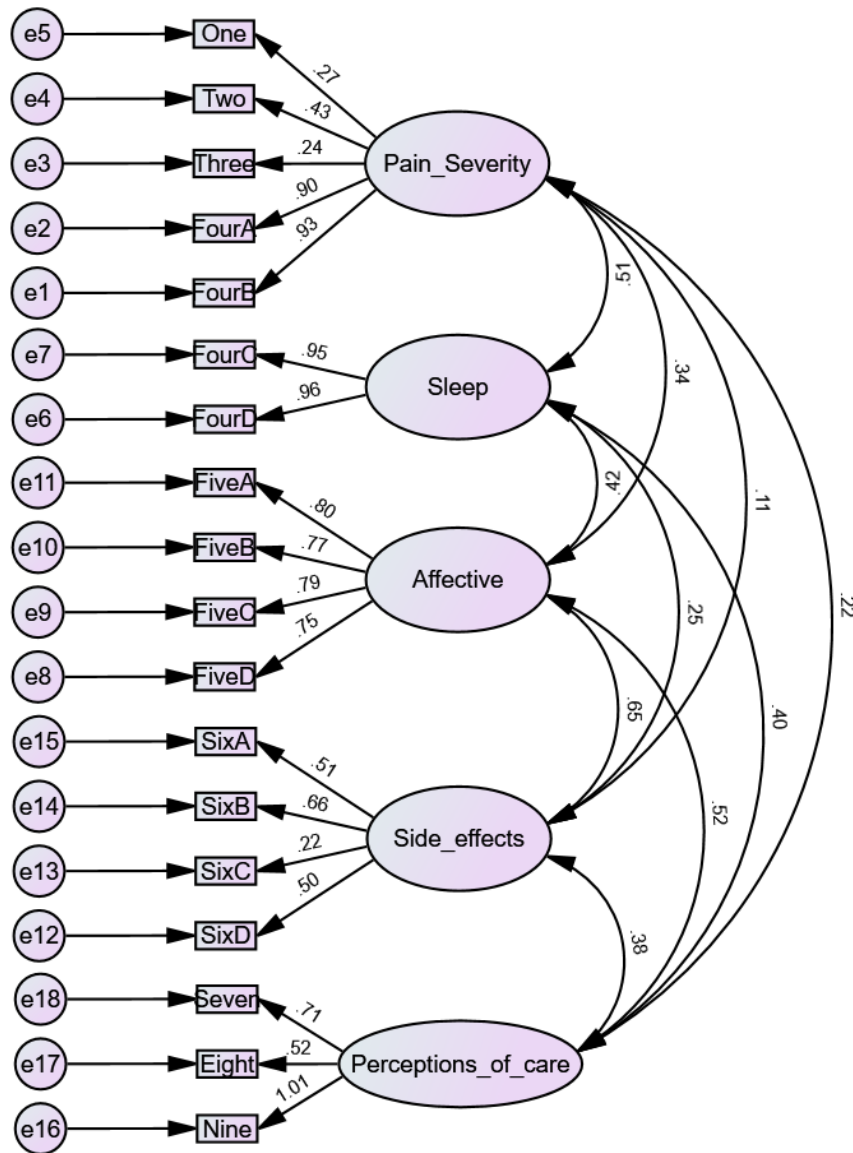 e5 One
.27
e4 Two
.43
e3 Three
.24
Pain_Severity
e2 FourA
.90
e1 FourB
.93
.51
e7 FourC
.95
.34
Sleep
e6 FourD
.96
e11 FiveA
.42
.11
.80
e10 FiveB
.77
Affective
e9 FiveC
.79
.25
.22
e8 FiveD
.75
.65
.40
e15 SixA
.51
e14 SixB
.66
.52
Side_effects
e13 SixC
.22
e12 SixD
.50
.38
e18 Seven
.71
e17 Eight
.52
Perceptions_of_care
e16 Nine
1.01